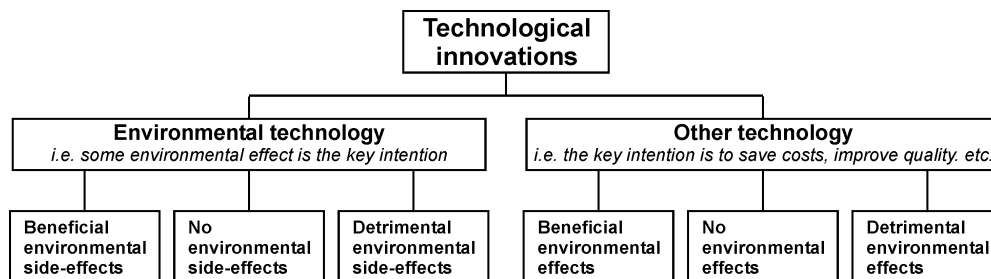 Technological
innovations
Environmental technology
i.e. some environmental effect is the key intention
Other technology
i.e. the key intention is to save costs, improve quality. etc.
Beneficial
environmental
side-effects
No
environmental
side-effects
Detrimental
environmental
side-effects
Beneficial
environmental
effects
No
environmental
effects
Detrimental
environmental
effects